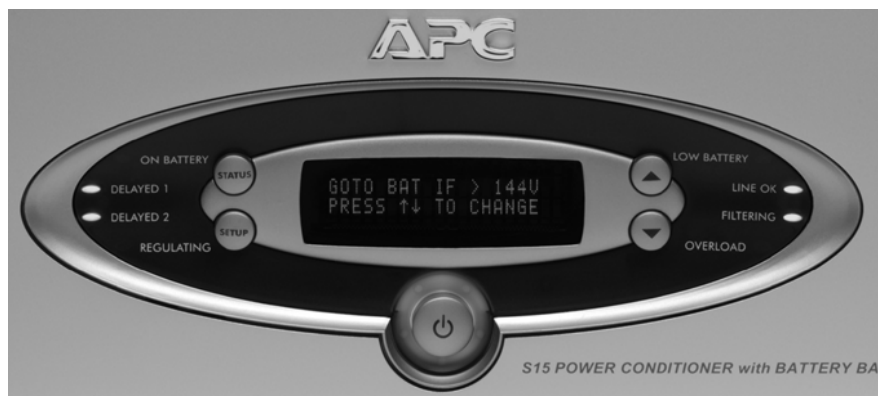 APC
ON BATTERY
STATUS
LOW BATTERY
DELAYED 1
LINE OK
DELAYED 2
FILTERING
REGULATING
SETUP
OVERLOAD
GOTO BAT IF > 144V
PRESS ↑↓ TO CHANGE
S15 POWER CONDITIONER with BATTERY BA